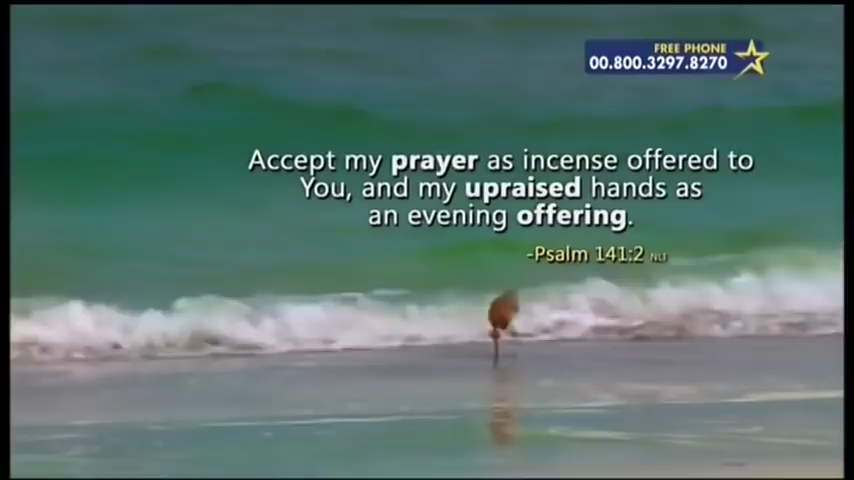 FREE PHONE
00.800.3297.8270
Accept my prayer as incense offered to
You, and my upraised hands as
an evening offering.
-Psalm 141:2 NLT